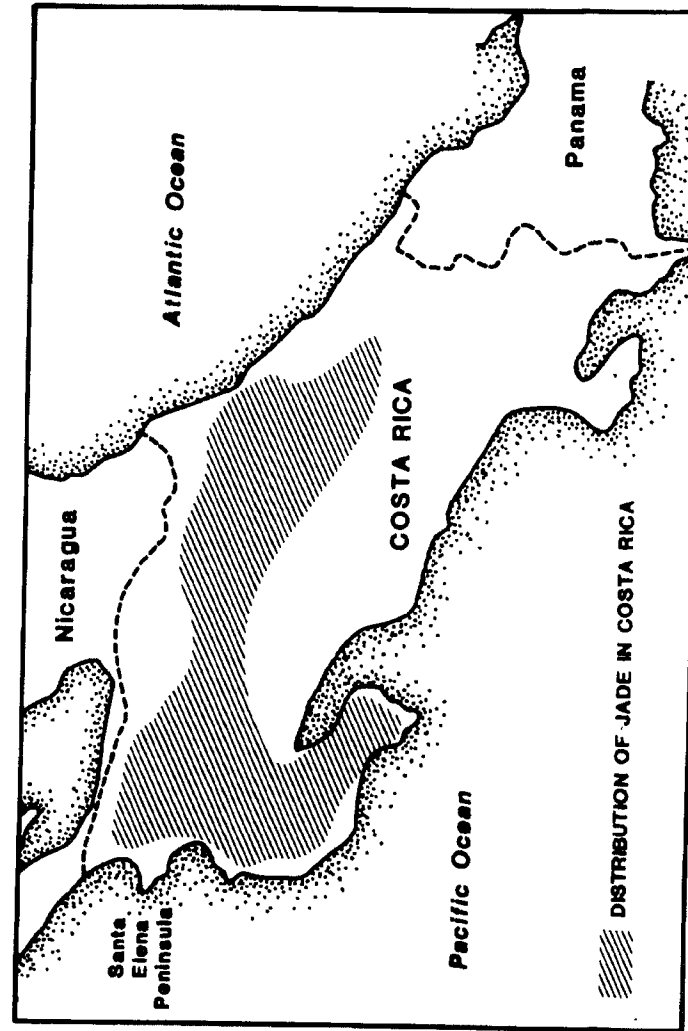 Nicaragua
Atlantic Ocean
Santa
Elena
Peninsula
COSTA RICA
Panama
Pacific Ocean
DISTRIBUTION OF JADE IN COSTA RICA